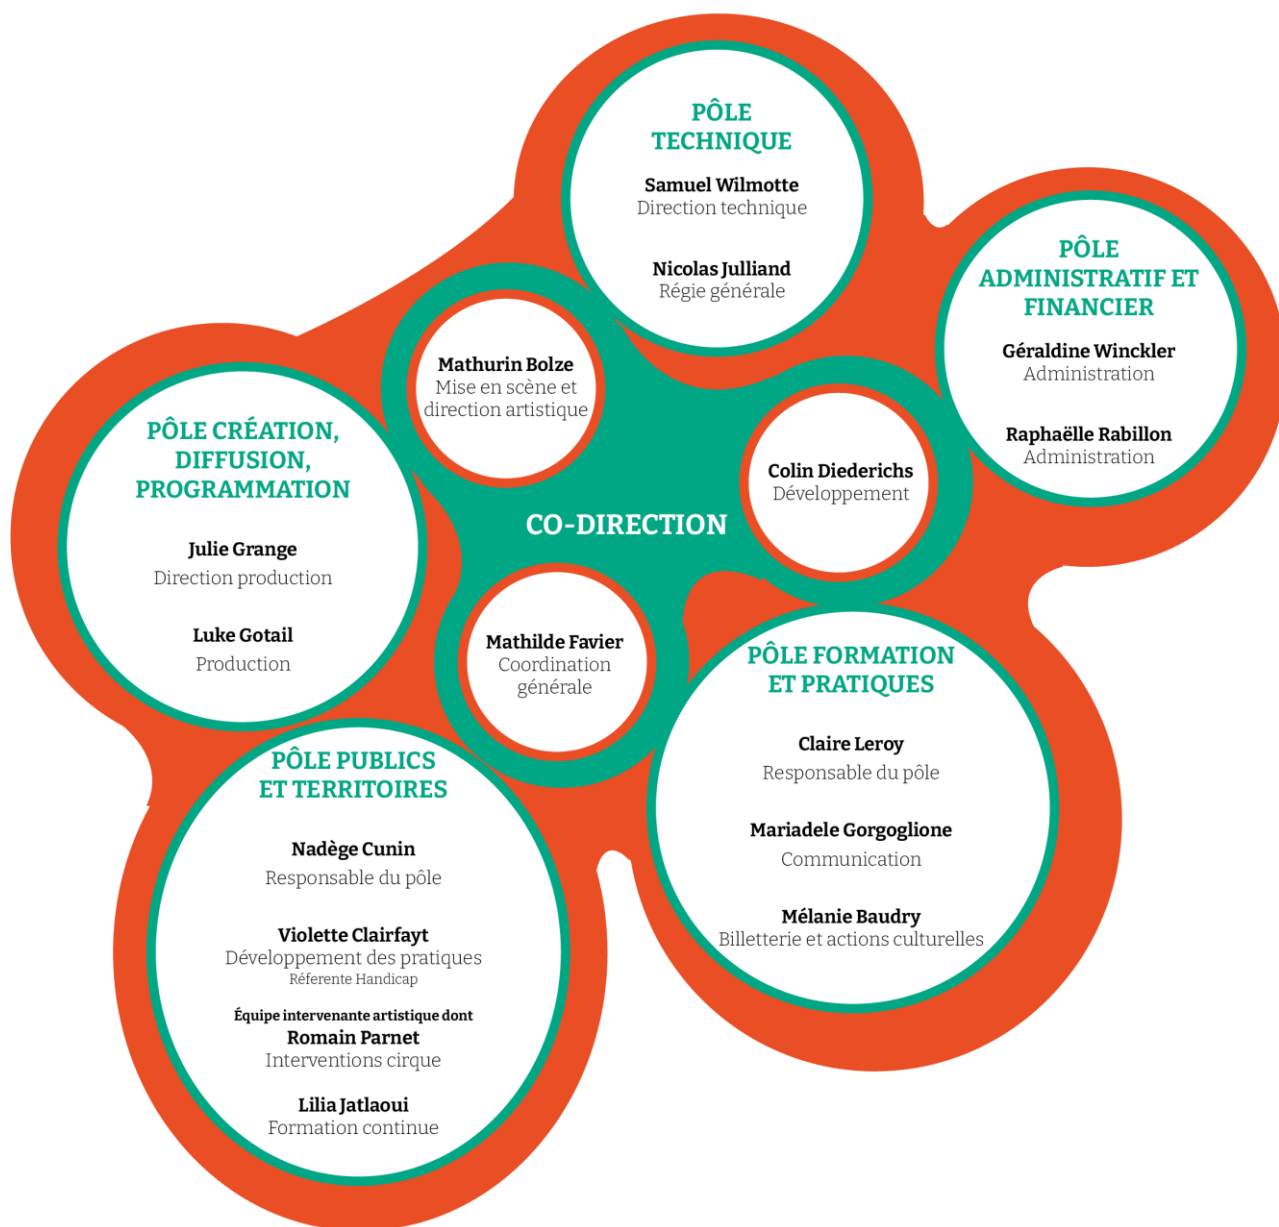 PÔLE
TECHNIQUE
Samuel Wilmotte
Direction technique
Nicolas Julliand
Régie générale
PÔLE
ADMINISTRATIF ET
FINANCIER
Géraldine Winckler
Administration
Raphaëlle Rabillon
Administration
Mathurin Bolze
Mise en scène et
direction artistique
Colin Diederichs
Développement
CO-DIRECTION
Mathilde Favier
Coordination
générale
PÔLE CRÉATION,
DIFFUSION,
PROGRAMMATION
Julie Grange
Direction production
Luke Gotail
Production
PÔLE FORMATION
ET PRATIQUES
Claire Leroy
Responsable du pôle
Mariadele Gorgoglione
Communication
Mélanie Baudry
Billetterie et actions culturelles
PÔLE PUBLICS
ET TERRITOIRES
Nadège Cunin
Responsable du pôle
Violette Clairfayt
Développement des pratiques
Réferente Handicap
Équipe intervenante artistique dont
Romain Parnet
Interventions cirque
Lilia Jatlaoui
Formation continue